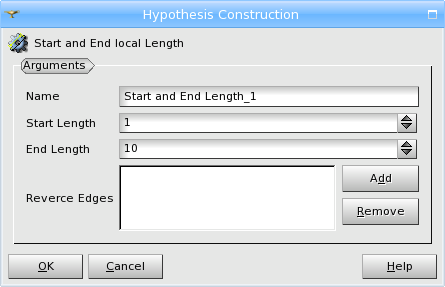 Hypothesis Construction
Start and End local Length
Arguments
Name
Start and End Length_1
Start Length
1
End Length
10
Reverce Edges
Add
Remove
OK
Cancel
Help